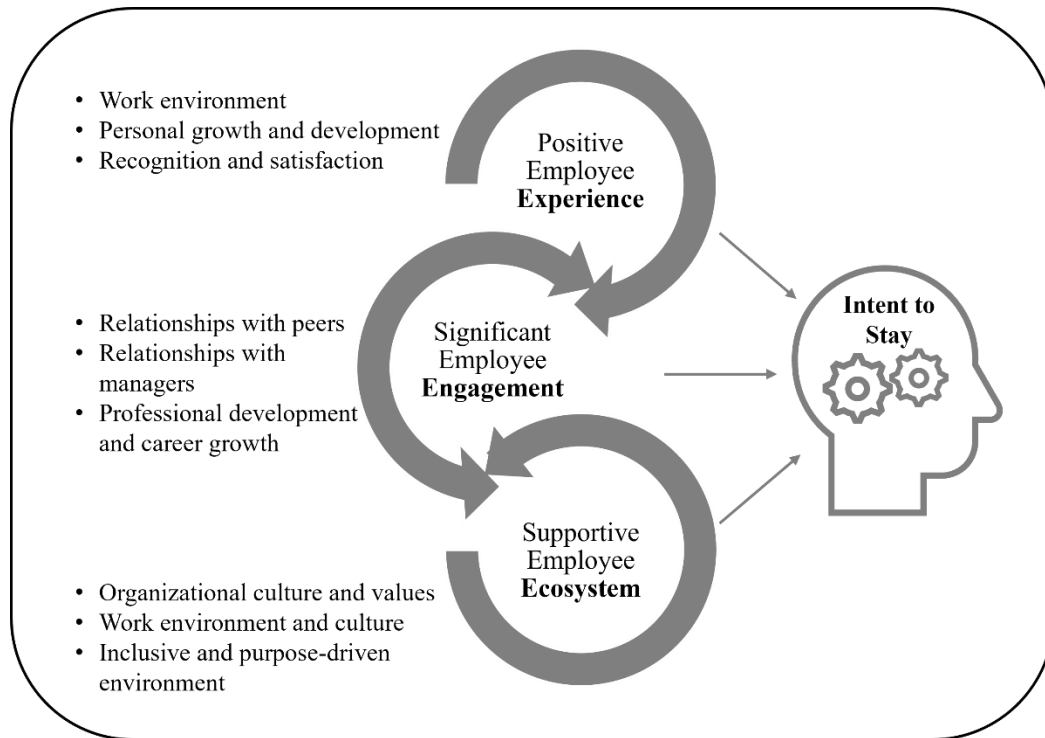 • Work environment
• Personal growth and development
• Recognition and satisfaction
Positive
Employee
Experience
• Relationships with peers
• Relationships with
managers
• Professional development
and career growth
Significant
Employee
Engagement
Intent to
Stay
• Organizational culture and values
• Work environment and culture
• Inclusive and purpose-driven
environment
Supportive
Employee
Ecosystem